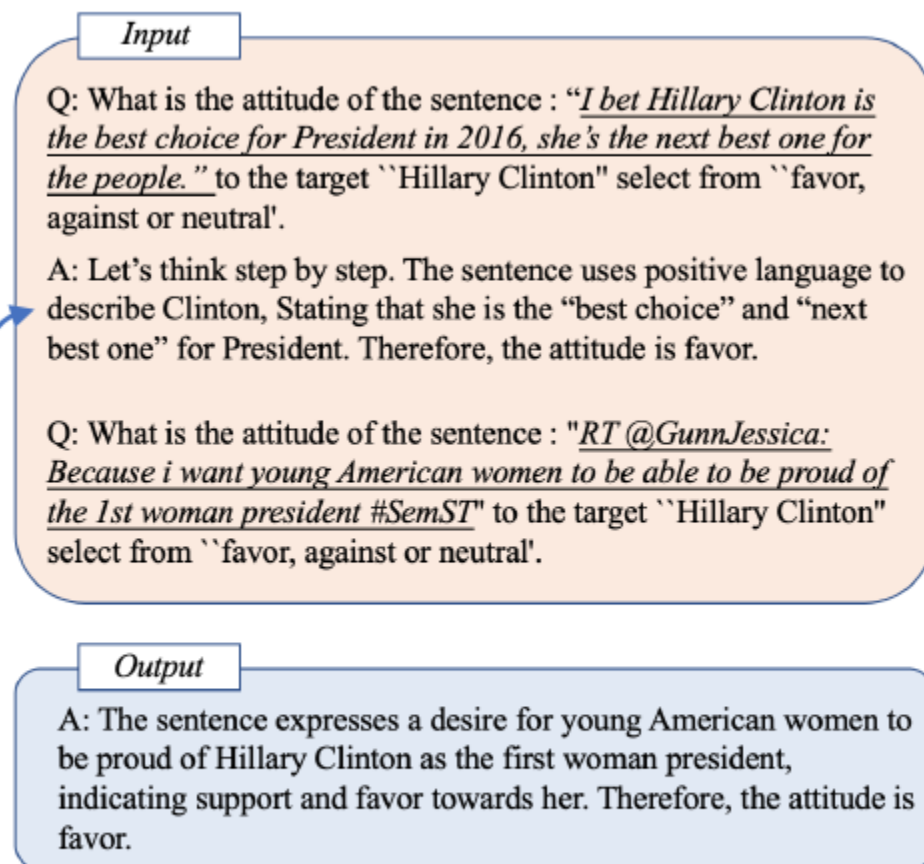 Input
Q: What is the attitude of the sentence : “I bet Hillary Clinton is
the best choice for President in 2016, she’s the next best one for
the people.” to the target ``Hillary Clinton" select from ``favor,
against or neutral'.
A: Let’s think step by step. The sentence uses positive language to
describe Clinton, Stating that she is the “best choice” and “next
best one” for President. Therefore, the attitude is favor.
Q: What is the attitude of the sentence : "RT @GunnJessica:
Because i want young American women to be able to be proud of
the 1st woman president #SemST" to the target ``Hillary Clinton"
select from ``favor, against or neutral'.
Output
A: The sentence expresses a desire for young American women to
be proud of Hillary Clinton as the first woman president,
indicating support and favor towards her. Therefore, the attitude is
favor.